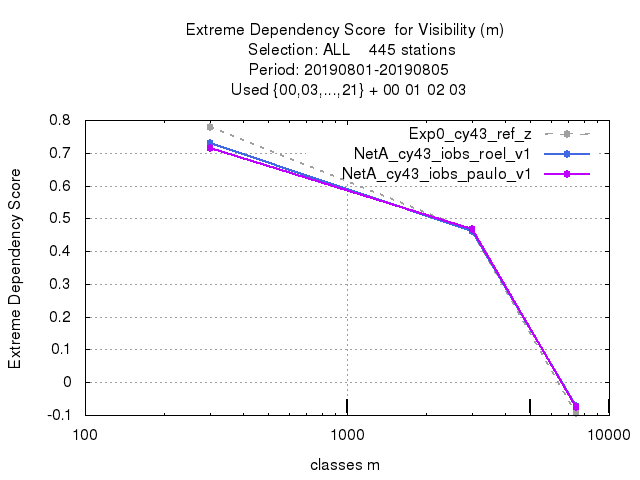 Extreme Dependency Score  for Visibility (m)
Selection: ALL    445 stations
Period: 20190801-20190805
Used {00,03,...,21} + 00 01 02 03
Exp0_cy43_ref_z
NetA_cy43_iobs_roel_v1
NetA_cy43_iobs_paulo_v1
Extreme Dependency Score
0.8
0.7
0.6
0.5
0.4
0.3
0.2
0.1
0
-0.1
100
1000
10000
classes m